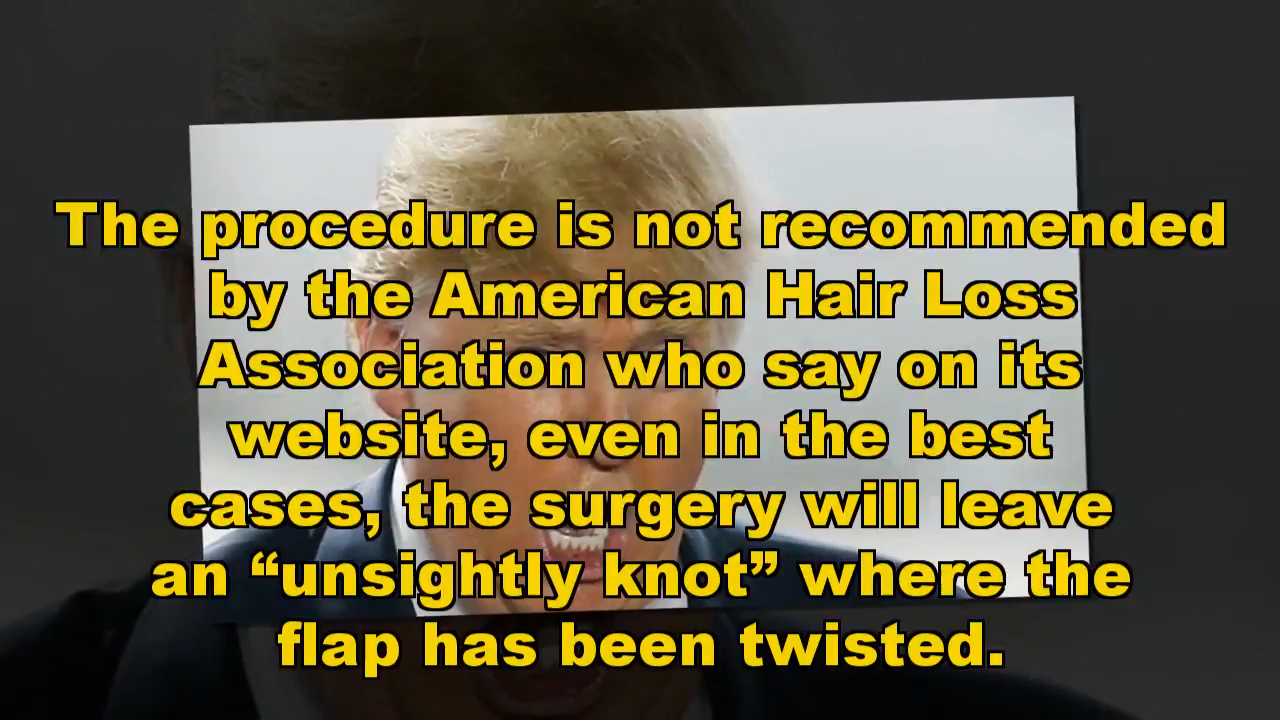 The procedure is not recommended
by the American Hair Loss
Association who say on its
website, even in the best
cases, the surgery will leave
an “unsightly knot” where the
flap has been twisted.